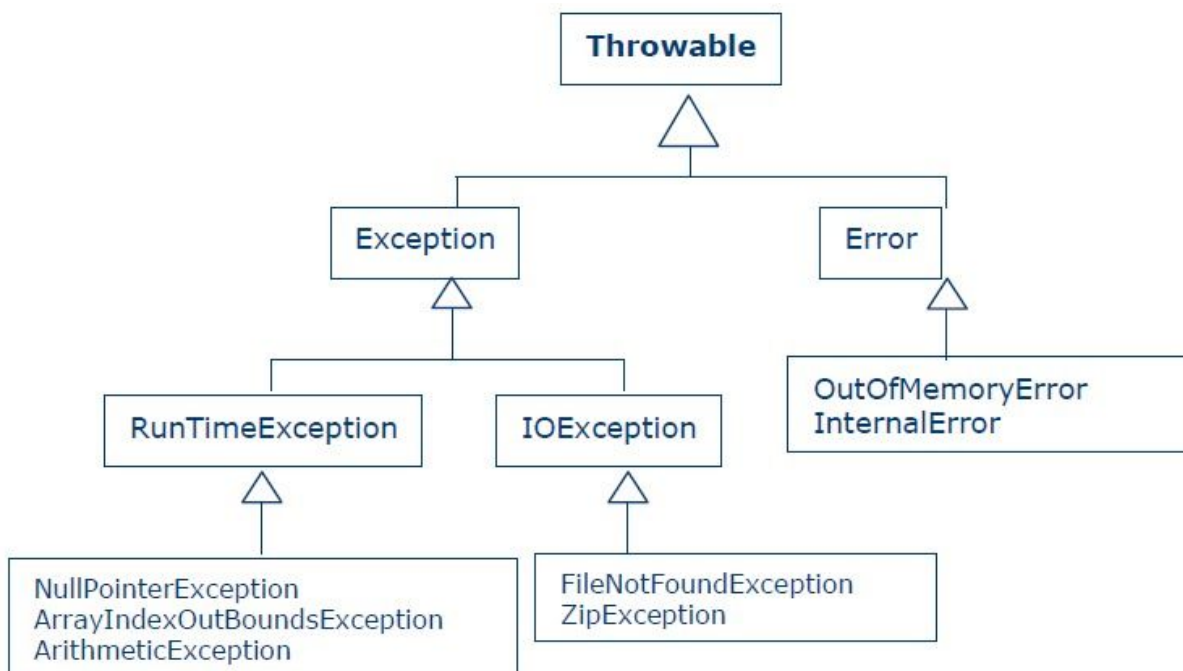 Throwable
Exception
Error
RunTimeException
IOException
OutOfMemoryError
InternalError
NullPointerException
ArrayIndexOutBoundsException
ArithmeticException
FileNotFoundException
ZipException